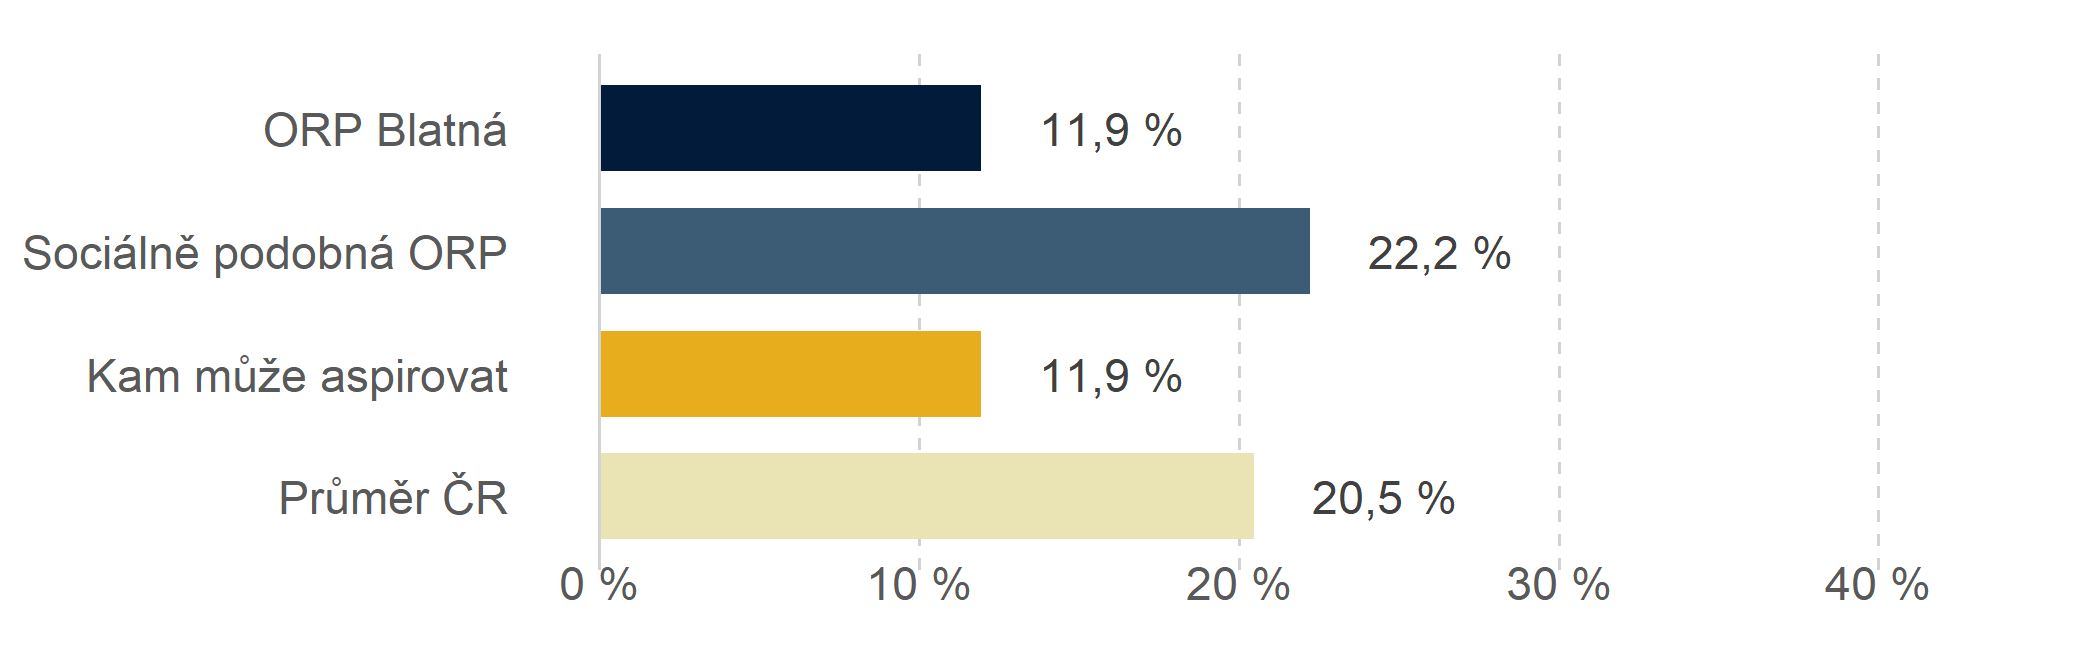 ORP Blatná
11,9 %
Sociálně podobná ORP
22,2 %
Kam může aspirovat
11,9 %
Průměr ČR
20,5 %
0 %
10 %
20 %
30 %
40 %